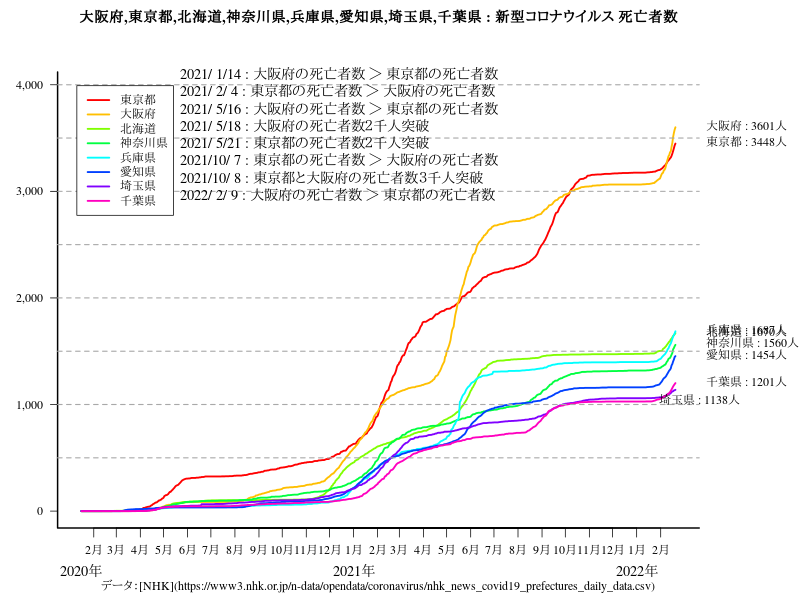 大阪府,東京都,北海道,神奈川県,兵庫県,愛知県,埼玉県,千葉県 : 新型コロナウイルス 死亡者数
2021/ 1/14 : 大阪府の死亡者数 ＞ 東京都の死亡者数
2021/ 2/ 4 : 東京都の死亡者数 ＞ 大阪府の死亡者数
2021/ 5/16 : 大阪府の死亡者数 ＞ 東京都の死亡者数
2021/ 5/18 : 大阪府の死亡者数2千人突破
2021/ 5/21 : 東京都の死亡者数2千人突破
2021/10/ 7 : 東京都の死亡者数 ＞ 大阪府の死亡者数
2021/10/ 8 : 東京都と大阪府の死亡者数3千人突破
2022/ 2/ 9 : 大阪府の死亡者数 ＞ 東京都の死亡者数
東京都
大阪府
北海道
神奈川県
兵庫県
愛知県
埼玉県
千葉県
4,000
3,000
2,000
1,000
0
大阪府 : 3601人
東京都 : 3448人
兵庫県 : 1687人
北海道 : 1670人
神奈川県 : 1560人
愛知県 : 1454人
千葉県 : 1201人
埼玉県 : 1138人
2月 3月 4月 5月 6月 7月 8月 9月 10月 11月 12月 1月 2月 3月 4月 5月 6月 7月 8月 9月 10月 11月 12月 1月 2月
2020年 2021年 2022年
データ : [NHK](https://www3.nhk.or.jp/n-data/opendata/coronavirus/nhk_news_covid19_prefectures_daily_data.csv)